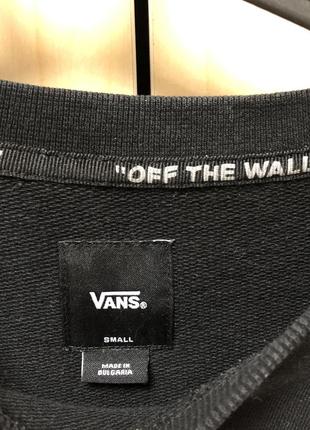 "OFF THE WALL
VANS®
SMALL
MADE IN
BULGARIA